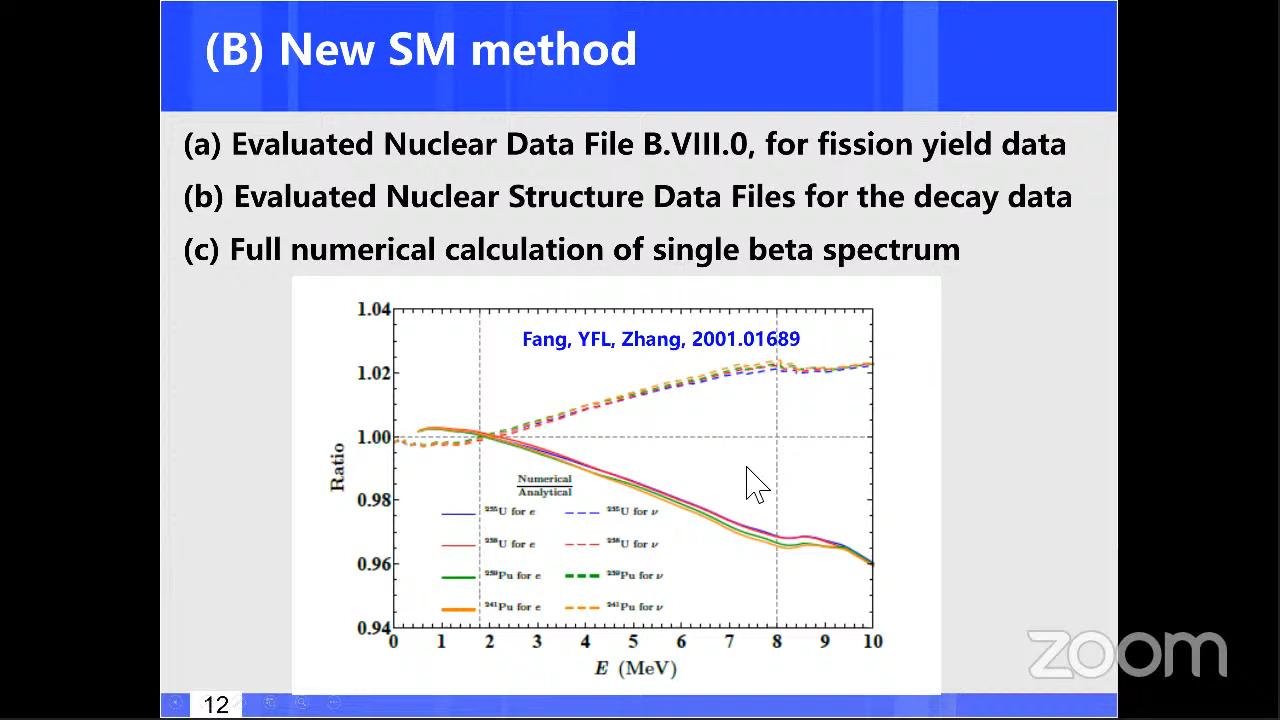 (B) New SM method
(a) Evaluated Nuclear Data File B.VIII.0, for fission yield data
(b) Evaluated Nuclear Structure Data Files for the decay data
(c) Full numerical calculation of single beta spectrum
Fang, YFL, Zhang, 2001.01689
1.04
1.02
1.00
0.98
0.96
0.94
Ratio
Numerical
Analytical
²³⁵U for e
²³⁵U for ν
²³⁸U for e
²³⁸U for ν
²³⁹Pu for e
²³⁹Pu for ν
²⁴¹Pu for e
²⁴¹Pu for ν
0 1 2 3 4 5 6 7 8 9 10
E (MeV)
zoom
12